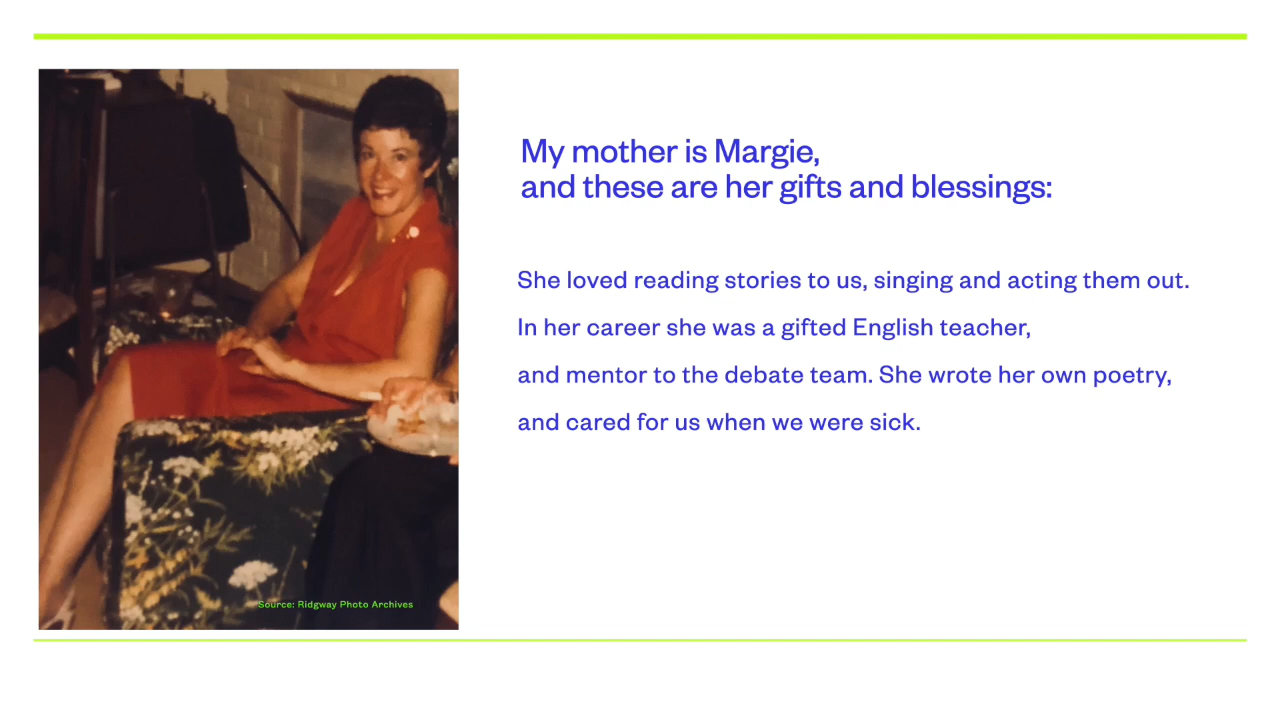 My mother is Margie,
and these are her gifts and blessings:
She loved reading stories to us, singing and acting them out.
In her career she was a gifted English teacher,
and mentor to the debate team. She wrote her own poetry,
and cared for us when we were sick.
Source: Ridgway Photo Archives